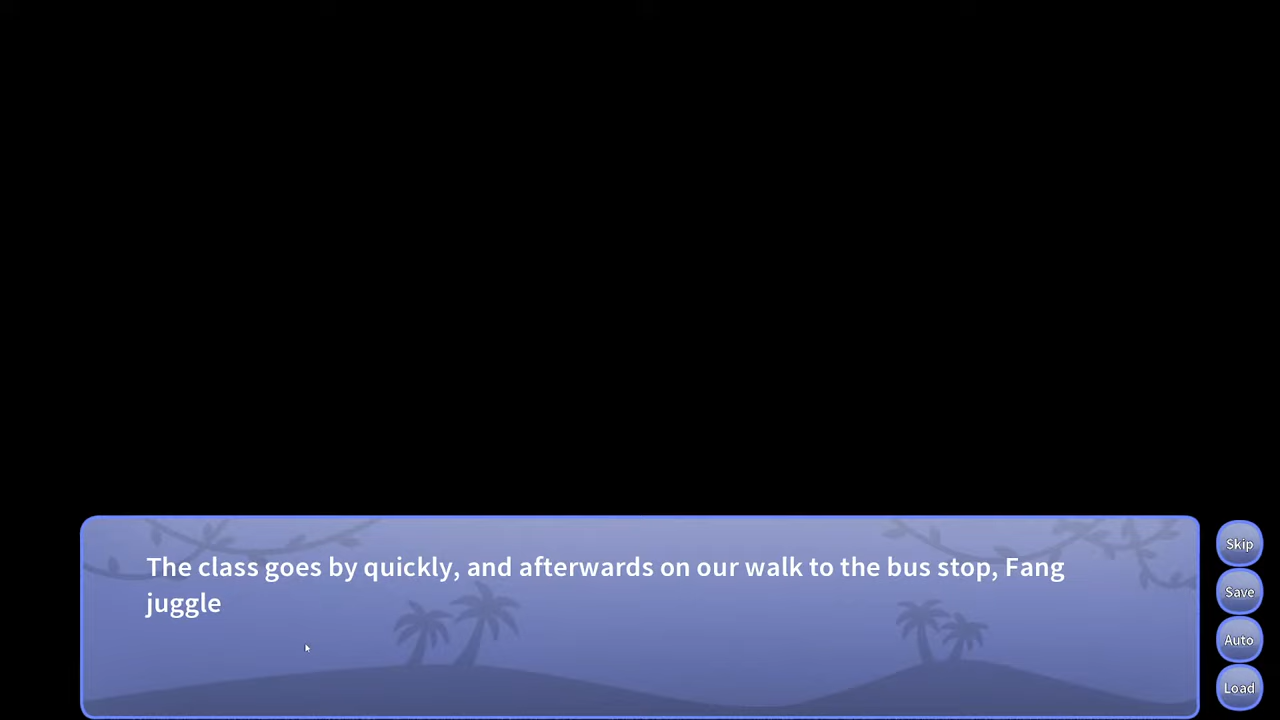 The class goes by quickly, and afterwards on our walk to the bus stop, Fang
juggle
Skip
Save
Auto
Load